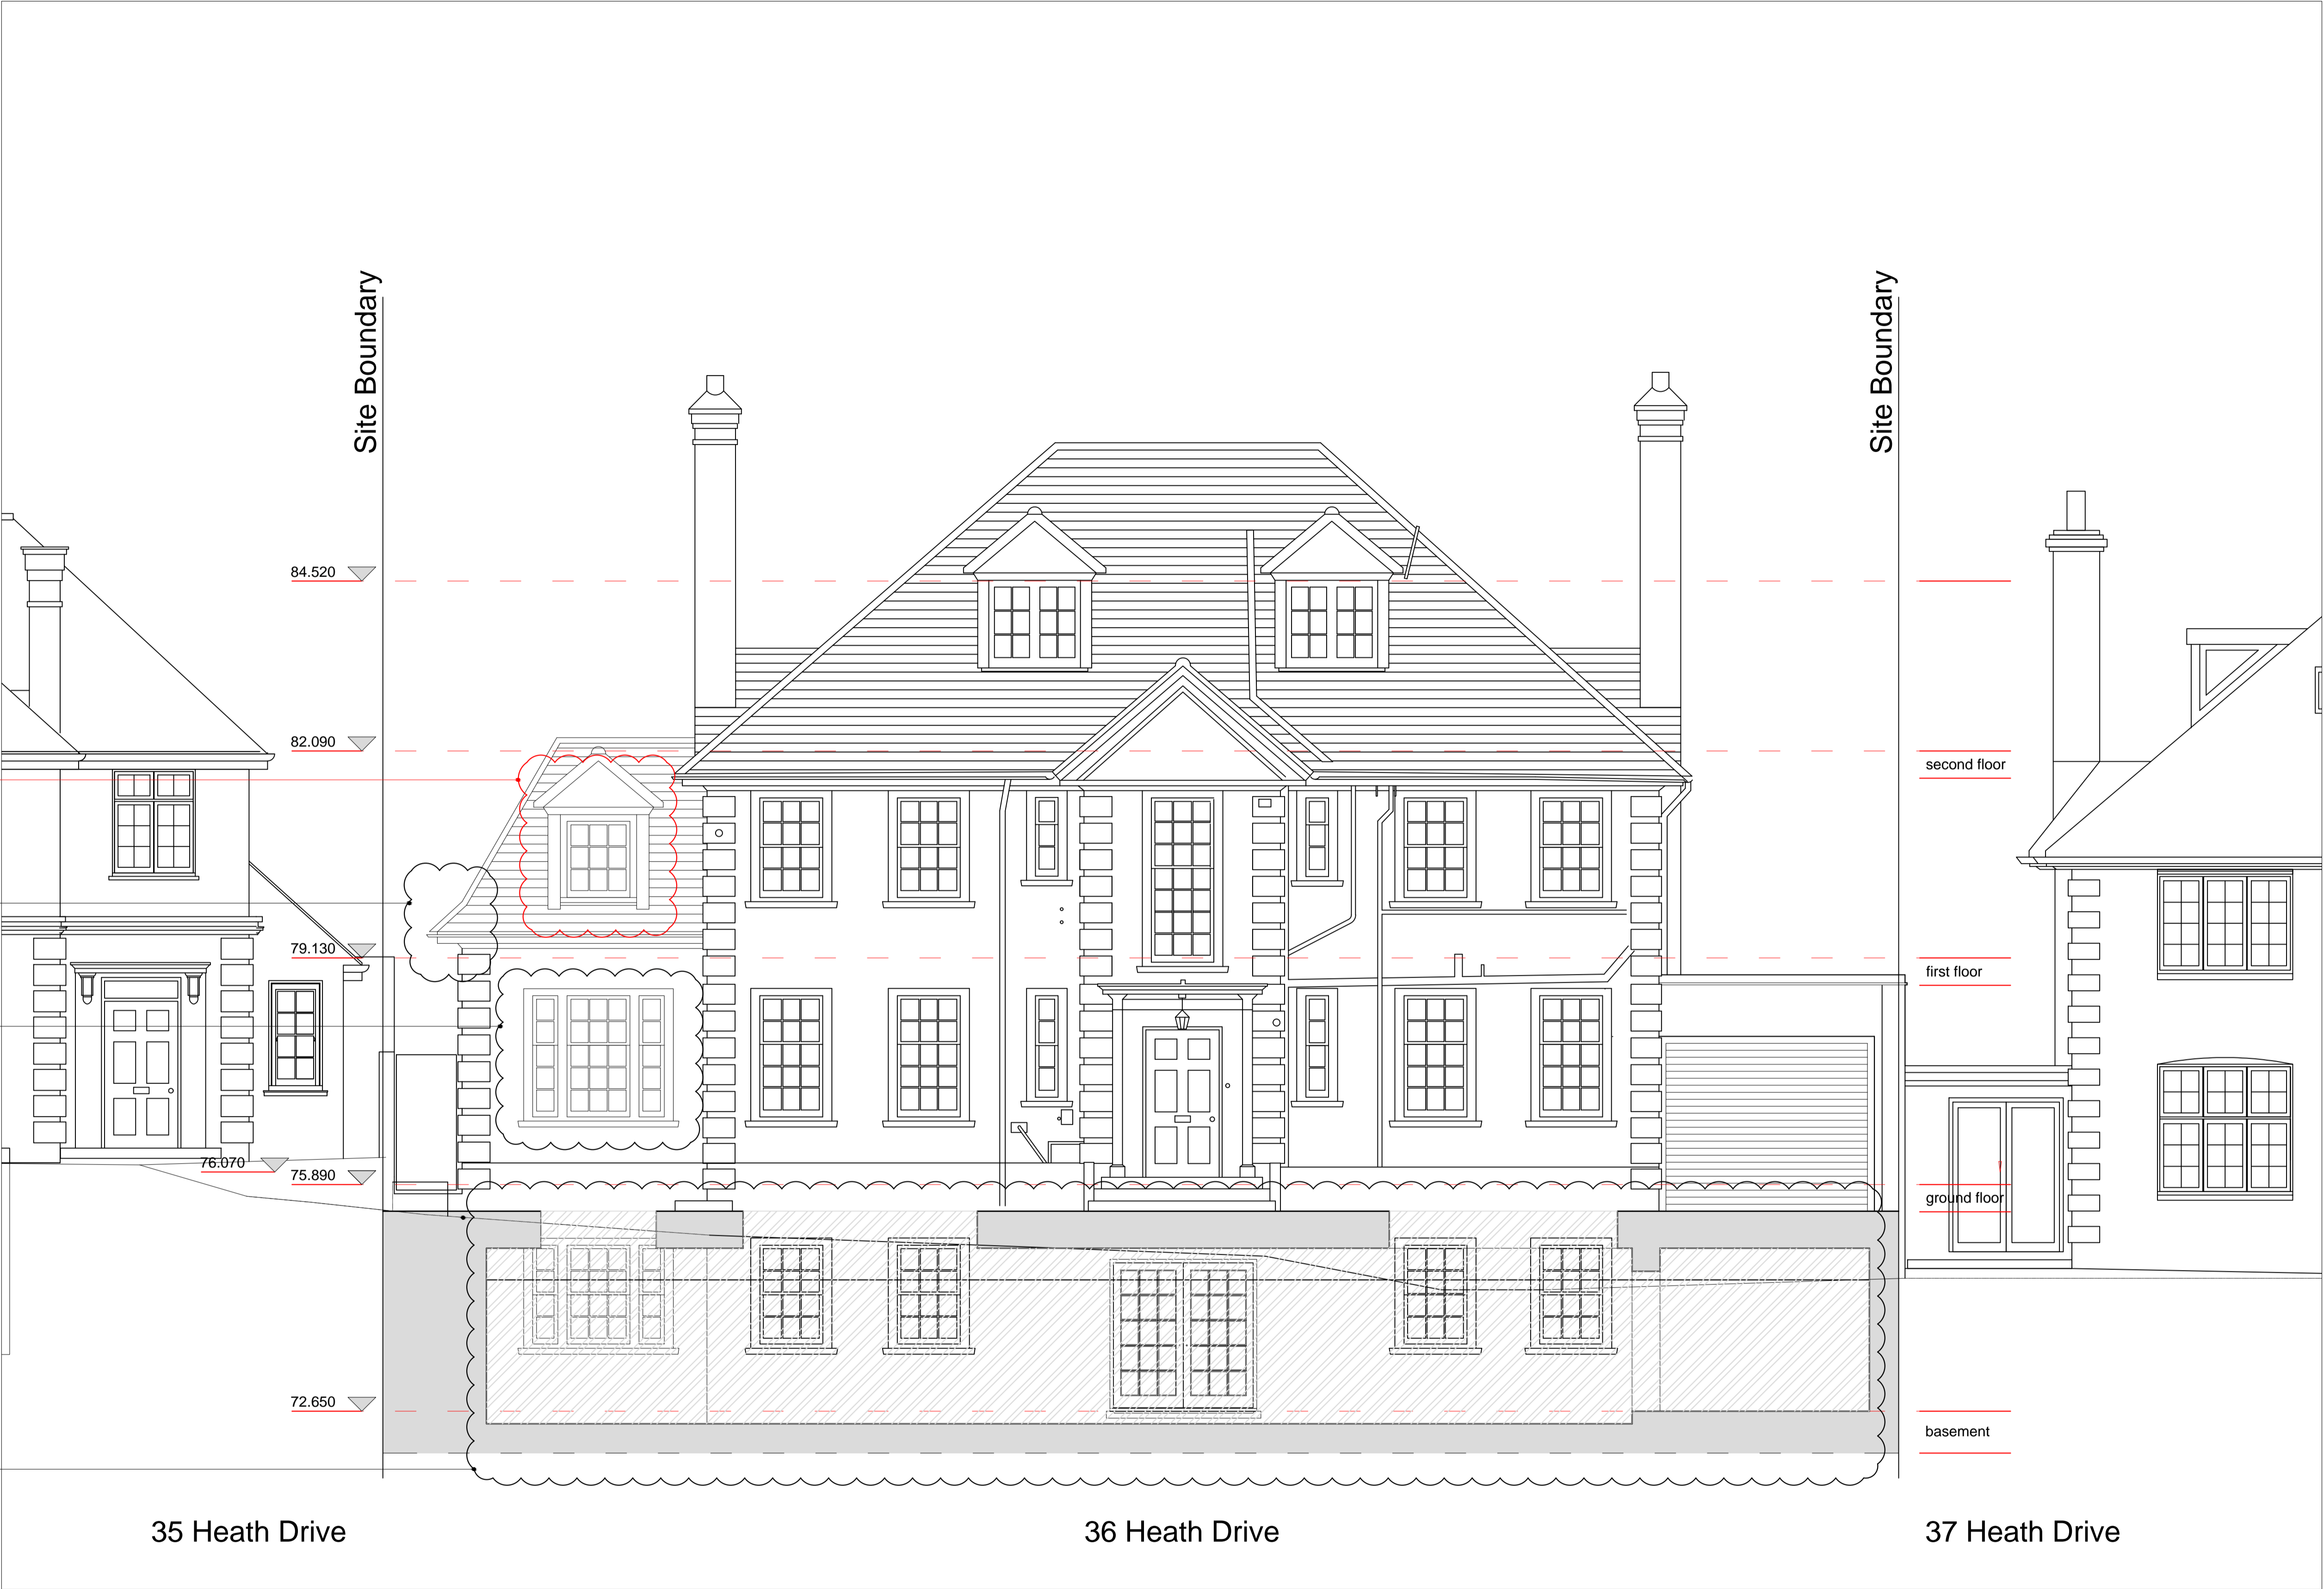 Site Boundary
Site Boundary
84.520
82.090
second floor
79.130
first floor
76.070
75.890
ground floor
72.650
basement
35 Heath Drive
36 Heath Drive
37 Heath Drive